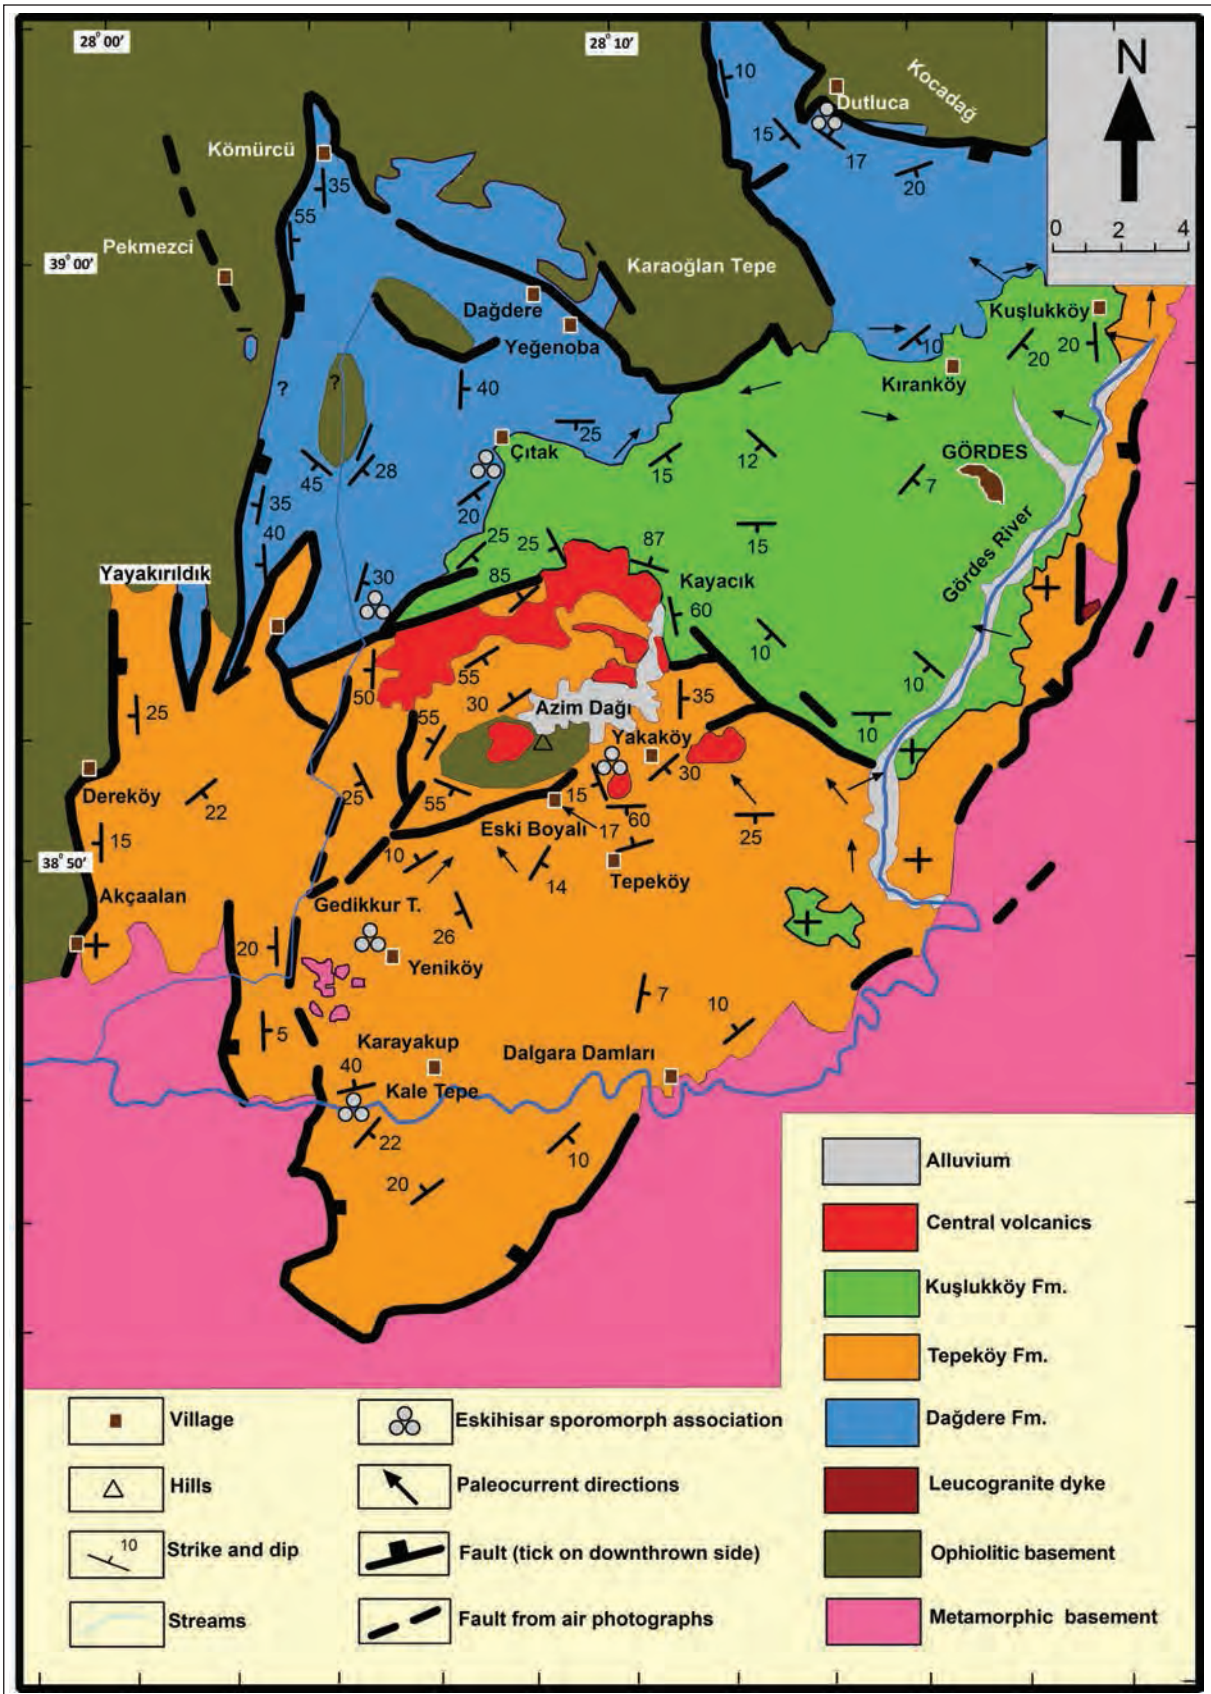 28° 00'
28° 10'
N
Kocadağ
10
Dutluca
15
17
20
Kömürcü
35
55
0 2 4
Pekmezci
39° 00'
Karaoğlan Tepe
Dağdere
Kuşlukköy
Yeğenoba
10
20
20
?
?
Kıranköy
40
25
Çıtak
15
12
GÖRDES
45
28
7
20
35
15
Gördes River
40
25
25
87
Yayakırıldık
30
85
Kayacık
60
10
10
50
55
30
35
25
Azim Dağı
10
55
Yakaköy
30
Dereköy
22
25
55
15
Eski Boyalı
17
60
25
15
38° 50'
10
14
Tepeköy
Akçaalan
Gedikkur T.
20
26
Yeniköy
7
10
5
Karayakup
Dalgara Damları
40
Kale Tepe
22
10
20
Alluvium
Central volcanics
Kuşlukköy Fm.
Tepeköy Fm.
Village
Eskihisar sporomorph association
Dağdere Fm.
Hills
Paleocurrent directions
Leucogranite dyke
10
Strike and dip
Fault (tick on downthrown side)
Ophiolitic basement
Streams
Fault from air photographs
Metamorphic basement